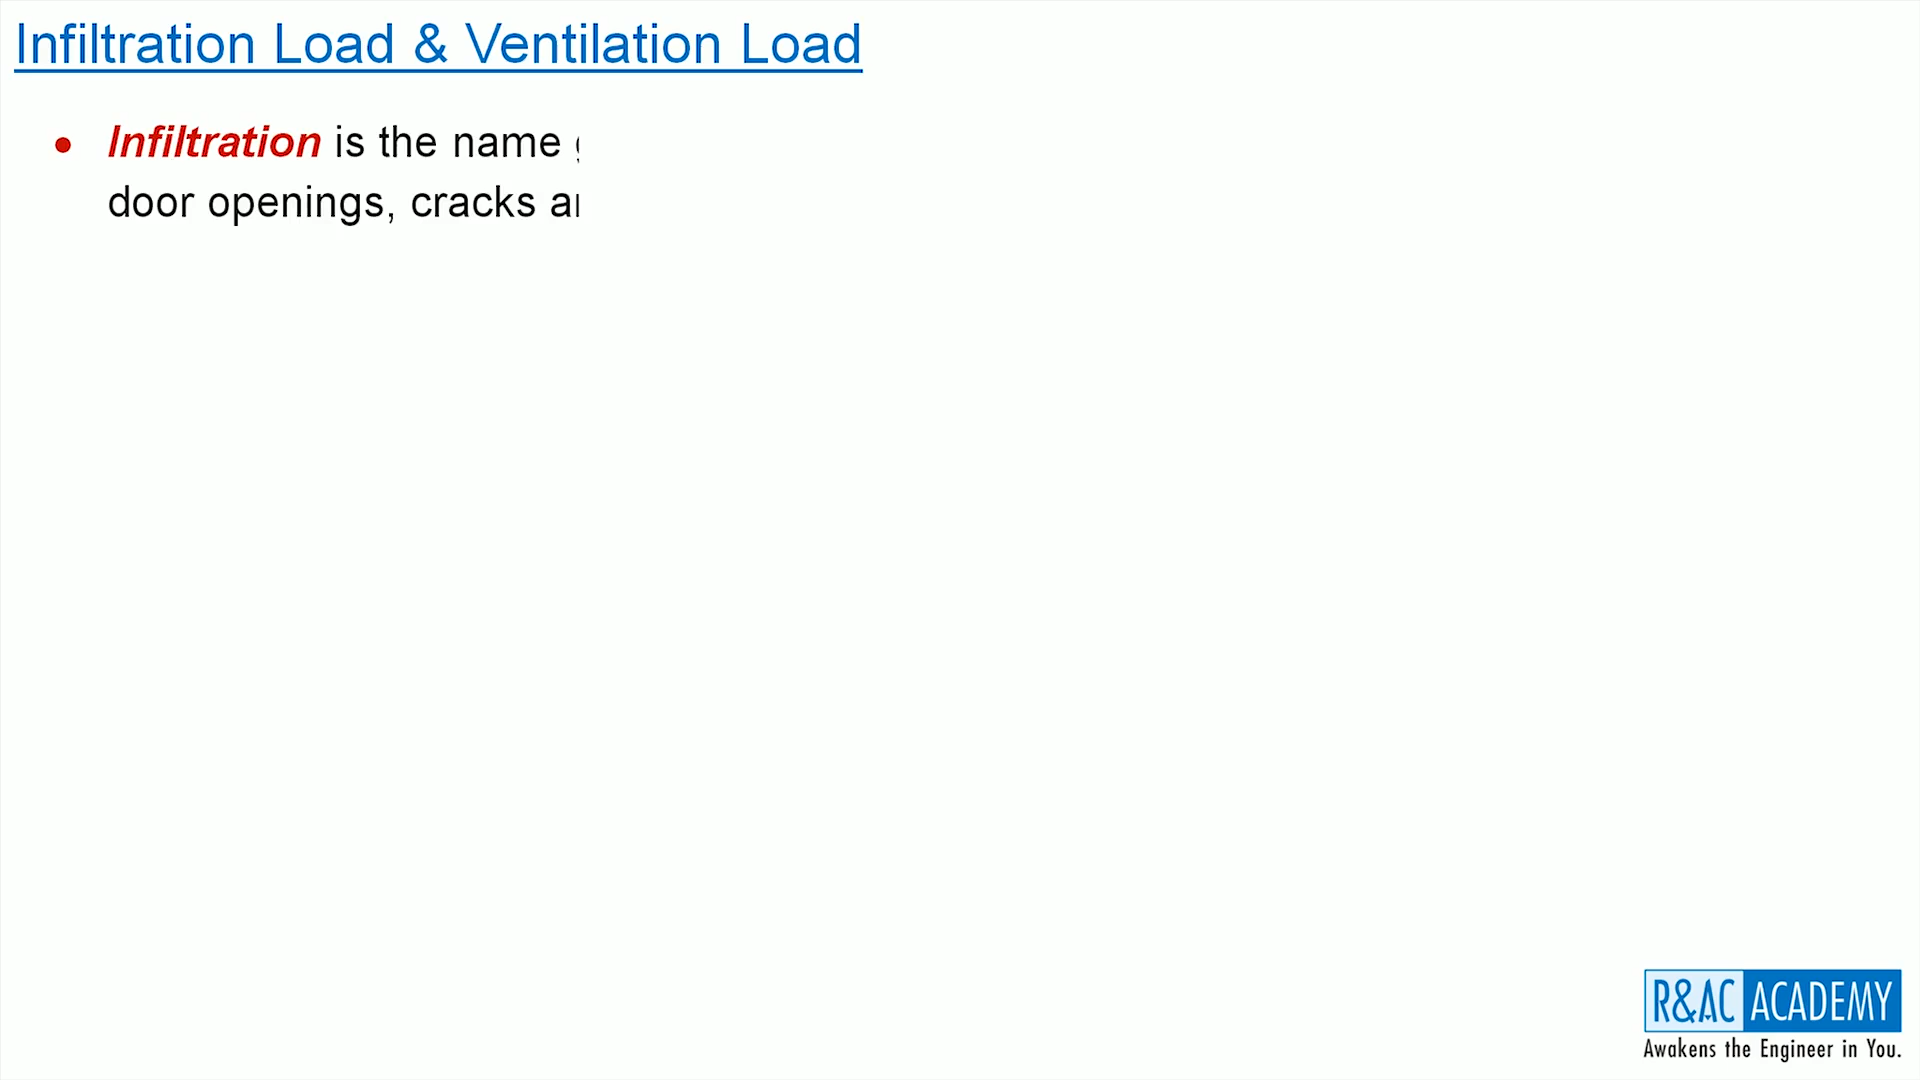 Infiltration Load & Ventilation Load
• Infiltration is the name
door openings, cracks
R&AC ACADEMY
Awakens the Engineer in You.